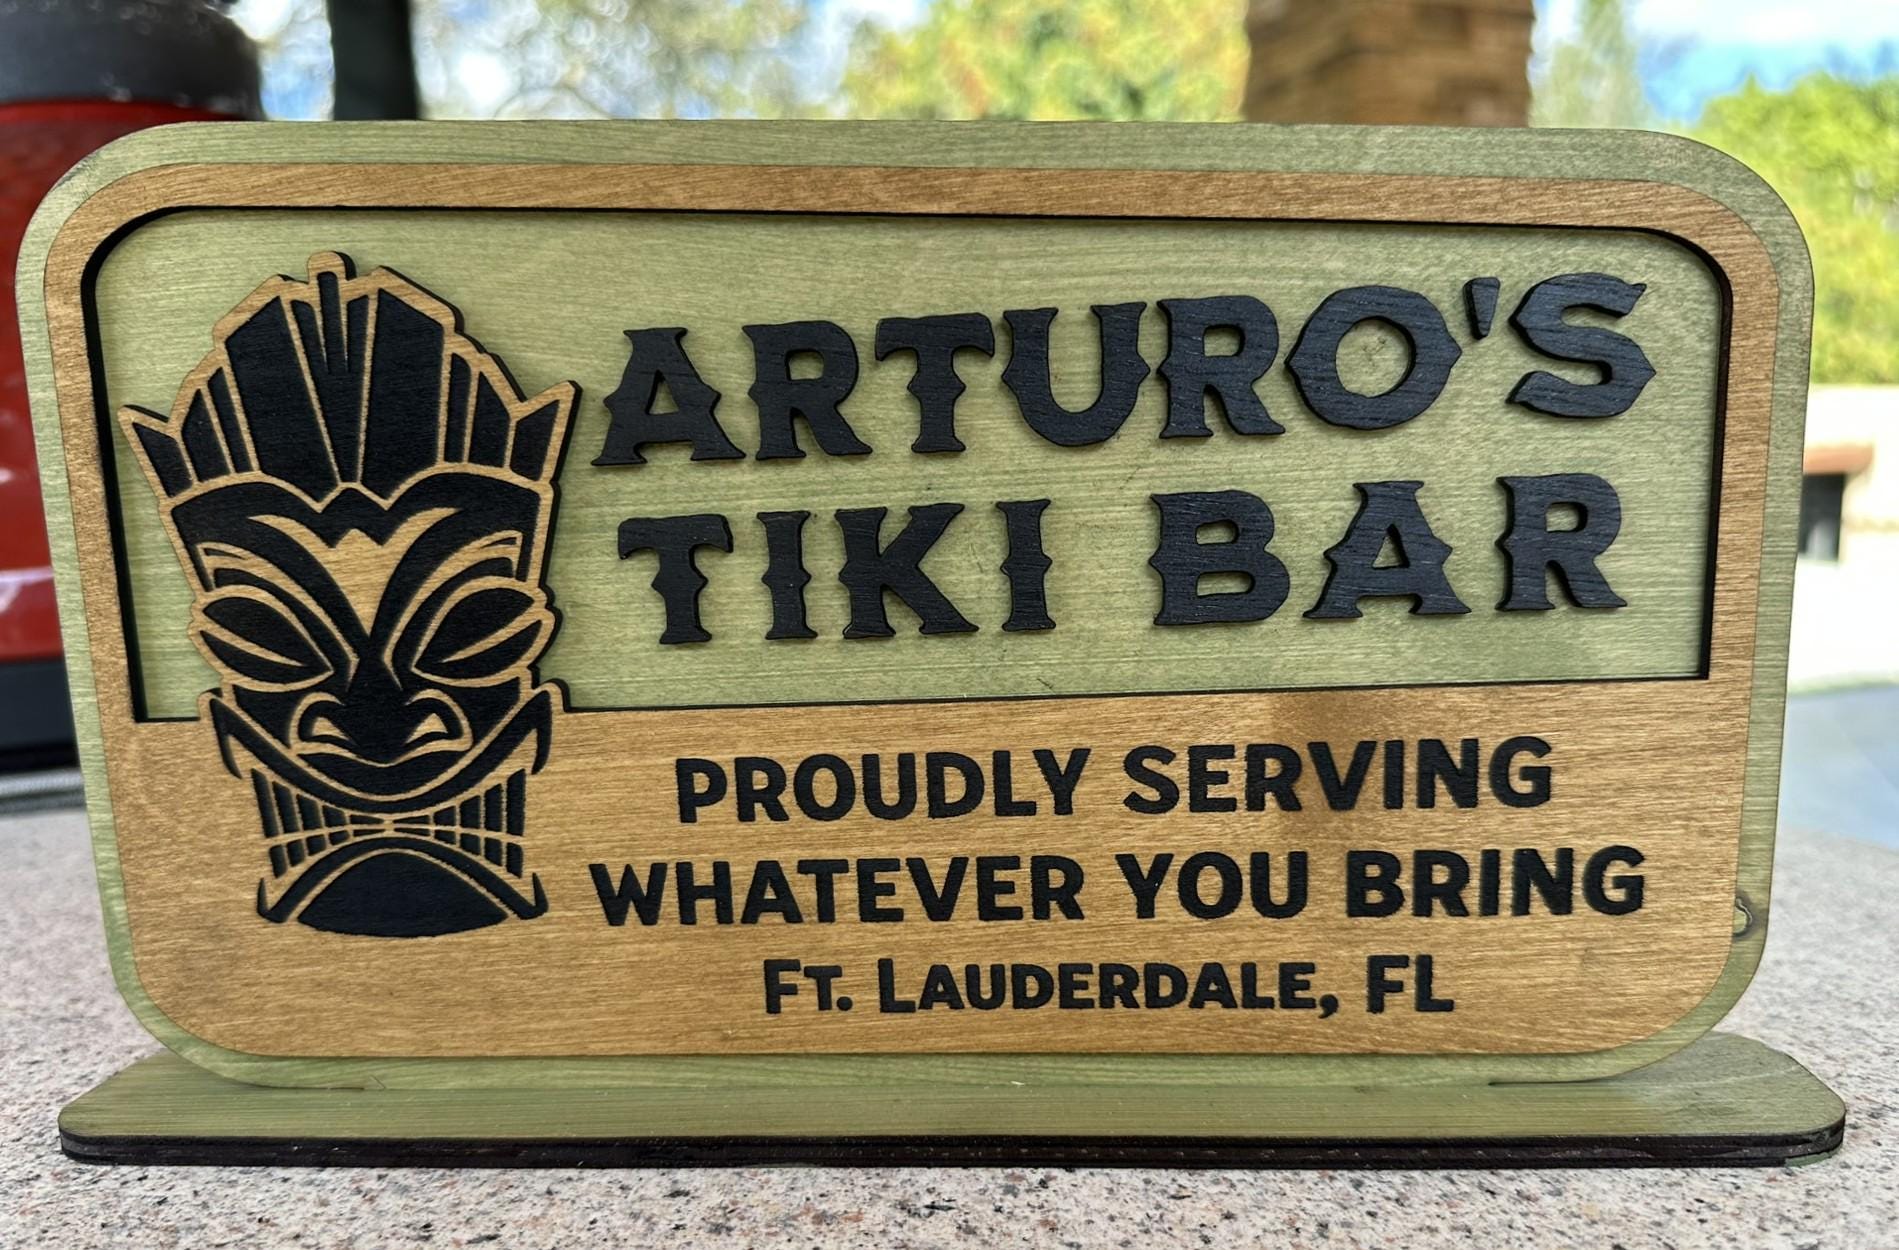 ARTURO'S
TIKI BAR
PROUDLY SERVING
WHATEVER YOU BRING
FT. LAUDERDALE, FL